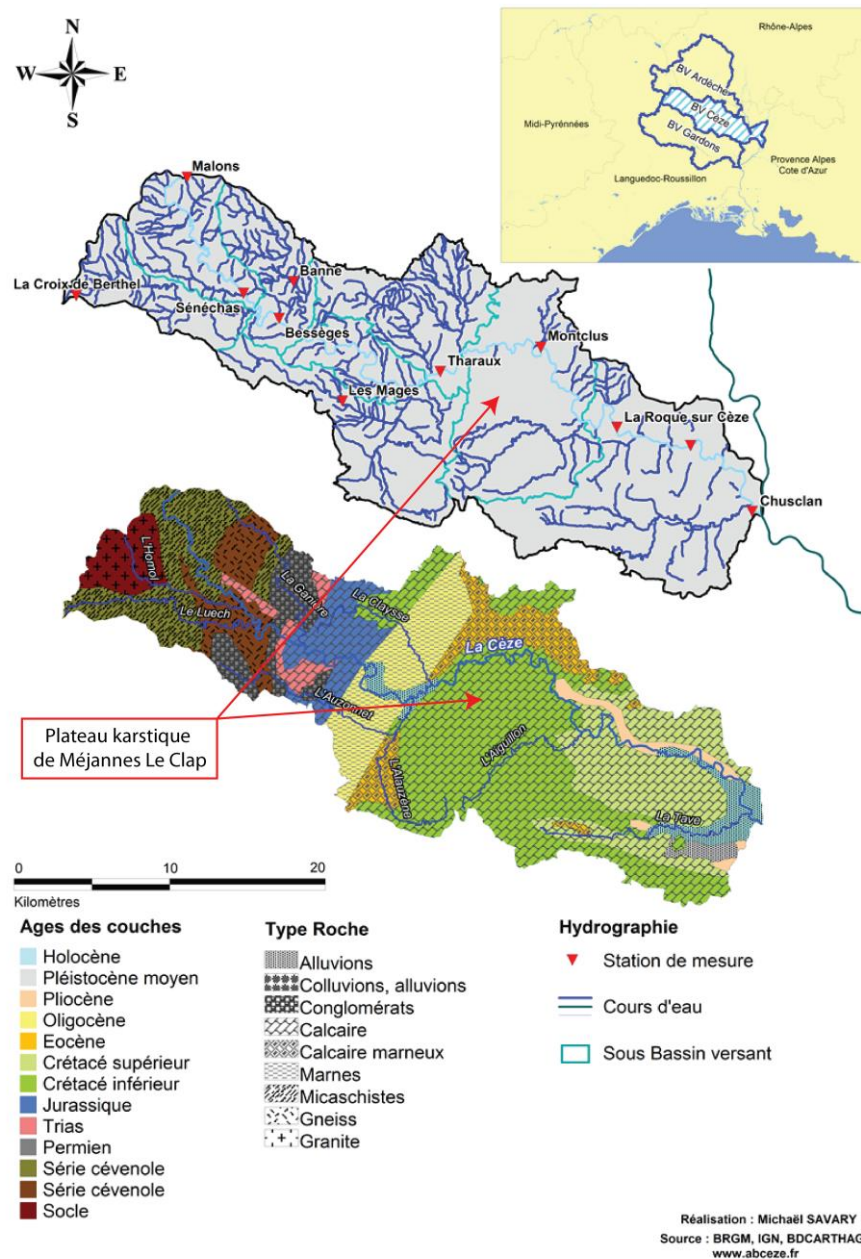 N
W
E
S
Rhône-Alpes
BV Ardèche
BV Cèze
BV Gardons
Midi-Pyrénnées
Provence Alpes
Cote d'Azur
Languedoc-Roussillon
Malons
La Croix de Berthel
Banne
Sénéchas
Bessèges
Montclus
Tharaux
Les Mages
La Roque sur Cèze
Chusclan
L'Homol
La Ganière
La Claysse
Le Luech
La Cèze
L'Auzonnet
Plateau karstique
de Méjannes Le Clap
L'Aiguillon
L'Alauzène
La Tave
0 10 20
Kilomètres
Ages des couches
Holocène
Pléistocène moyen
Pliocène
Oligocène
Eocène
Crétacé supérieur
Crétacé inférieur
Jurassique
Trias
Permien
Série cévenole
Série cévenole
Socle
Type Roche
Alluvions
Colluvions, alluvions
Conglomérats
Calcaire
Calcaire marneux
Marnes
Micaschistes
Gneiss
Granite
Hydrographie
Station de mesure
Cours d'eau
Sous Bassin versant
Réalisation : Michaël SAVARY
Source : BRGM, IGN, BDCARTHAG
www.abceze.fr